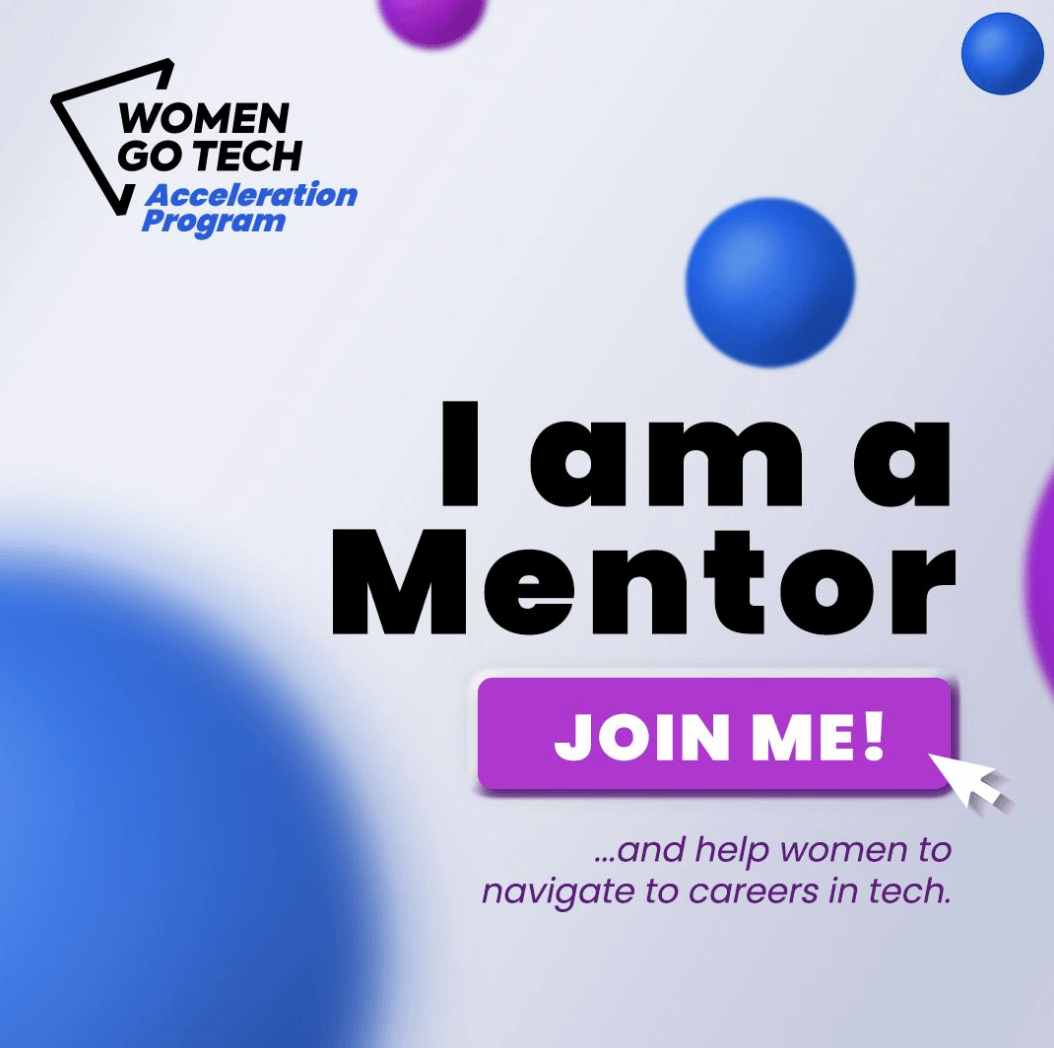 WOMEN
GO TECH
Acceleration
Program
I am a
Mentor
JOIN ME!
...and help women to
navigate to careers in tech.